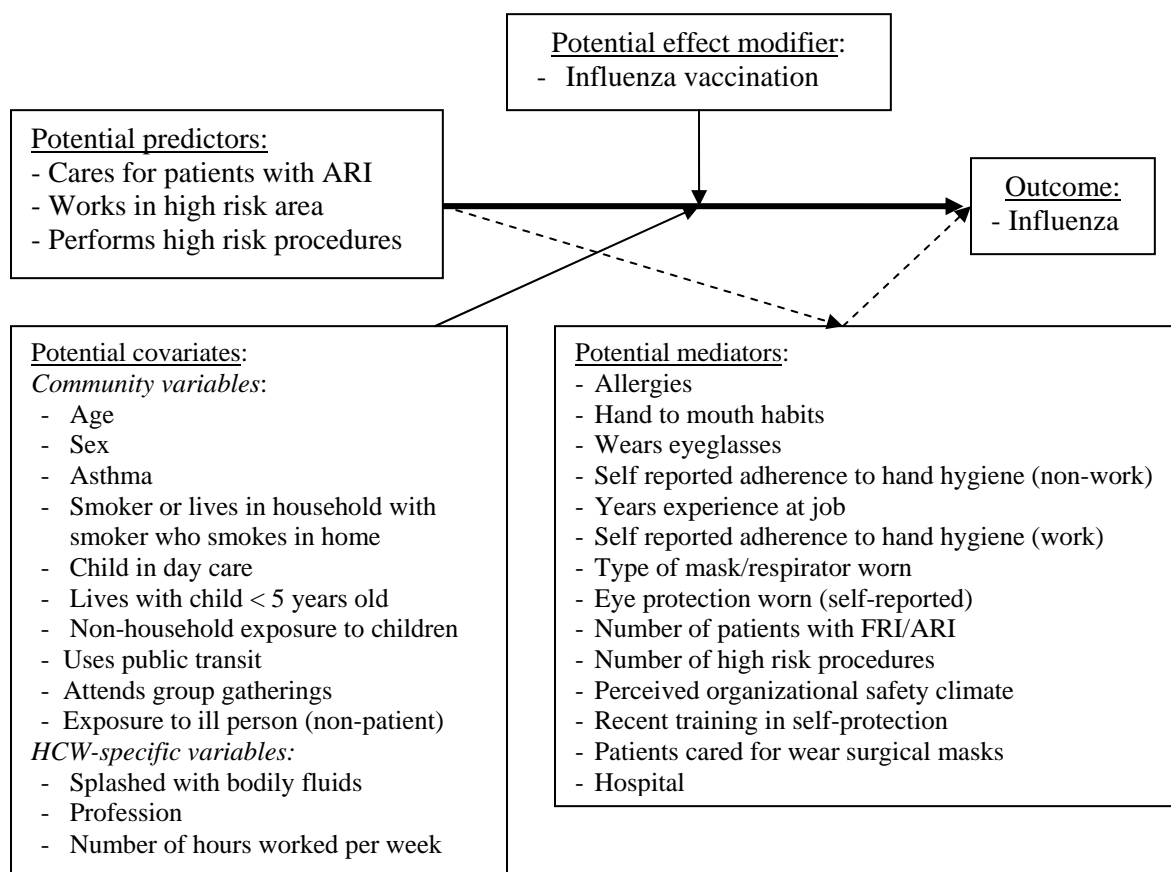 Potential effect modifier:
- Influenza vaccination
Potential predictors:
- Cares for patients with ARI
- Works in high risk area
- Performs high risk procedures
Outcome:
- Influenza
Potential covariates:
Community variables:
- Age
- Sex
- Asthma
- Smoker or lives in household with
smoker who smokes in home
- Child in day care
- Lives with child < 5 years old
- Non-household exposure to children
- Uses public transit
- Attends group gatherings
- Exposure to ill person (non-patient)
HCW-specific variables:
- Splashed with bodily fluids
- Profession
- Number of hours worked per week
Potential mediators:
- Allergies
- Hand to mouth habits
- Wears eyeglasses
- Self reported adherence to hand hygiene (non-work)
- Years experience at job
- Self reported adherence to hand hygiene (work)
- Type of mask/respirator worn
- Eye protection worn (self-reported)
- Number of patients with FRI/ARI
- Number of high risk procedures
- Perceived organizational safety climate
- Recent training in self-protection
- Patients cared for wear surgical masks
- Hospital